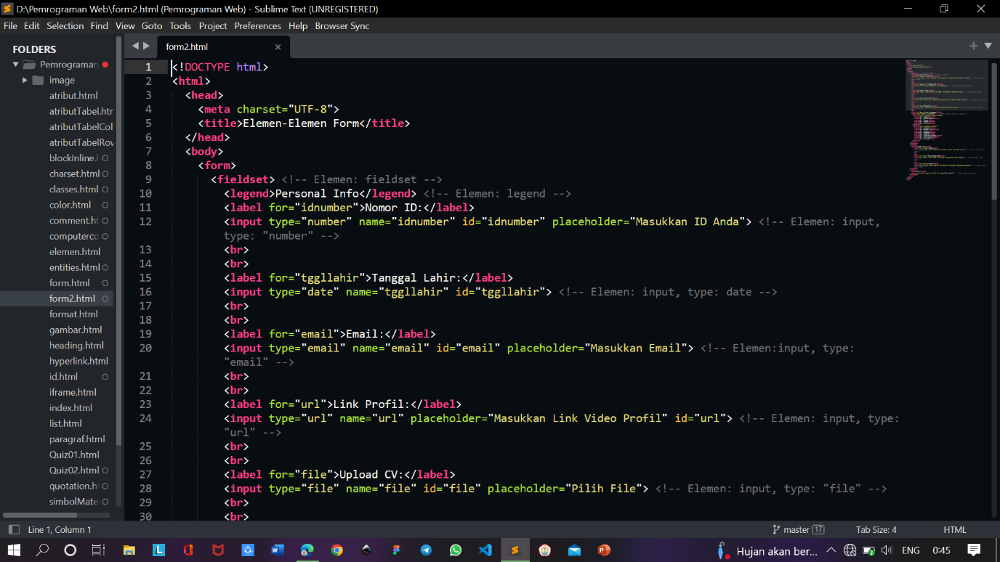 D:\Pemrograman Web\form2.html (Pemrograman Web) - Sublime Text (UNREGISTERED)
File Edit Selection Find View Goto Tools Project Preferences Help Browser Sync
FOLDERS
Pemrograman
image
atribut.html
atributTabel.htr
atributTabelCol
atributTabelRov
blockInline.
charset.html
classes.html
color.html
comment.ht
computerco
elemen.html
entities.html
form.html
form2.html
format.html
gambar.html
heading.html
hyperlink.html
id.html
iframe.html
index.html
list.html
paragraf.html
Quiz01.html
Quiz02.html
quotation.h
simbolMate
form2.html
1 <!DOCTYPE html>
2 <html>
3 <head>
4 <meta charset="UTF-8">
5 <title>Elemen-Elemen Form</title>
6 </head>
7 <body>
8 <form>
9 <fieldset> <!-- Elemen: fieldset -->
10 <legend>Personal Info</legend> <!-- Elemen: legend -->
11 <label for="idnumber">Nomor ID:</label>
12 <input type="number" name="idnumber" id="idnumber" placeholder="Masukkan ID Anda"> <!-- Elemen: input,
type: "number" -->
13 <br>
14 <br>
15 <label for="tggllahir">Tanggal Lahir:</label>
16 <input type="date" name="tggllahir" id="tggllahir"> <!-- Elemen: input, type: date -->
17 <br>
18 <br>
19 <label for="email">Email:</label>
20 <input type="email" name="email" id="email" placeholder="Masukkan Email"> <!-- Elemen:input, type:
"email" -->
21 <br>
22 <br>
23 <label for="url">Link Profil:</label>
24 <input type="url" name="url" placeholder="Masukkan Link Video Profil" id="url"> <!-- Elemen: input, type:
"url" -->
25 <br>
26 <br>
27 <label for="file">Upload CV:</label>
28 <input type="file" name="file" id="file" placeholder="Pilih File"> <!-- Elemen: input, type: "file" -->
29 <br>
30 <br>
Line 1, Column 1
master 17
Tab Size: 4
HTML
Hujan akan ber...
ENG
0:45